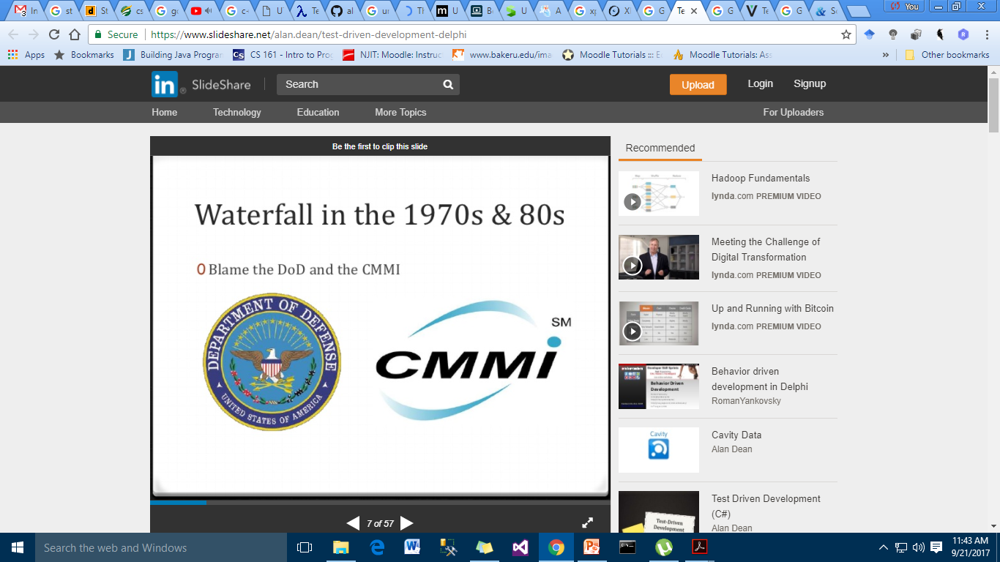 You
Secure
https://www.slideshare.net/alan.dean/test-driven-development-delphi
Apps
Bookmarks
Building Java Progran
CS 161 - Intro to Pro
NJIT: Moodle: Instruc
www.bakeru.edu/ima
Moodle Tutorials ::: E
Moodle Tutorials: Ass
»
Other bookmarks
in® SlideShare
Search
Upload
Login
Signup
Home
Technology
Education
More Topics
For Uploaders
Be the first to clip this slide
Waterfall in the 1970s & 80s
Blame the DoD and the CMMI
DEPARTMENT OF DEFENSE
UNITED STATES OF AMERICA
CMMI SM
7 of 57
Recommended
Hadoop Fundamentals
lynda.com PREMIUM VIDEO
Meeting the Challenge of
Digital Transformation
lynda.com PREMIUM VIDEO
Up and Running with Bitcoin
lynda.com PREMIUM VIDEO
Behavior Driven
Development
Behavior driven
development in Delphi
RomanYankovsky
Cavity
Cavity Data
Alan Dean
Test-Driven
Development
Test Driven Development
(C#)
Alan Dean
Search the web and Windows
11:43 AM
9/21/2017